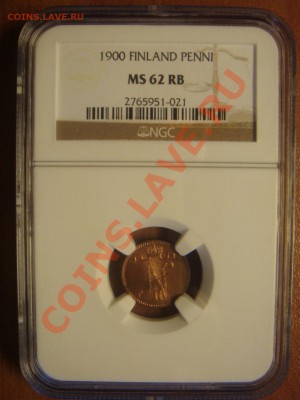 COINS.LAVE.RU
1900 FINLAND PENNI
MS 62 RB
2765951-021
NGC
COINS.LAVE.RU